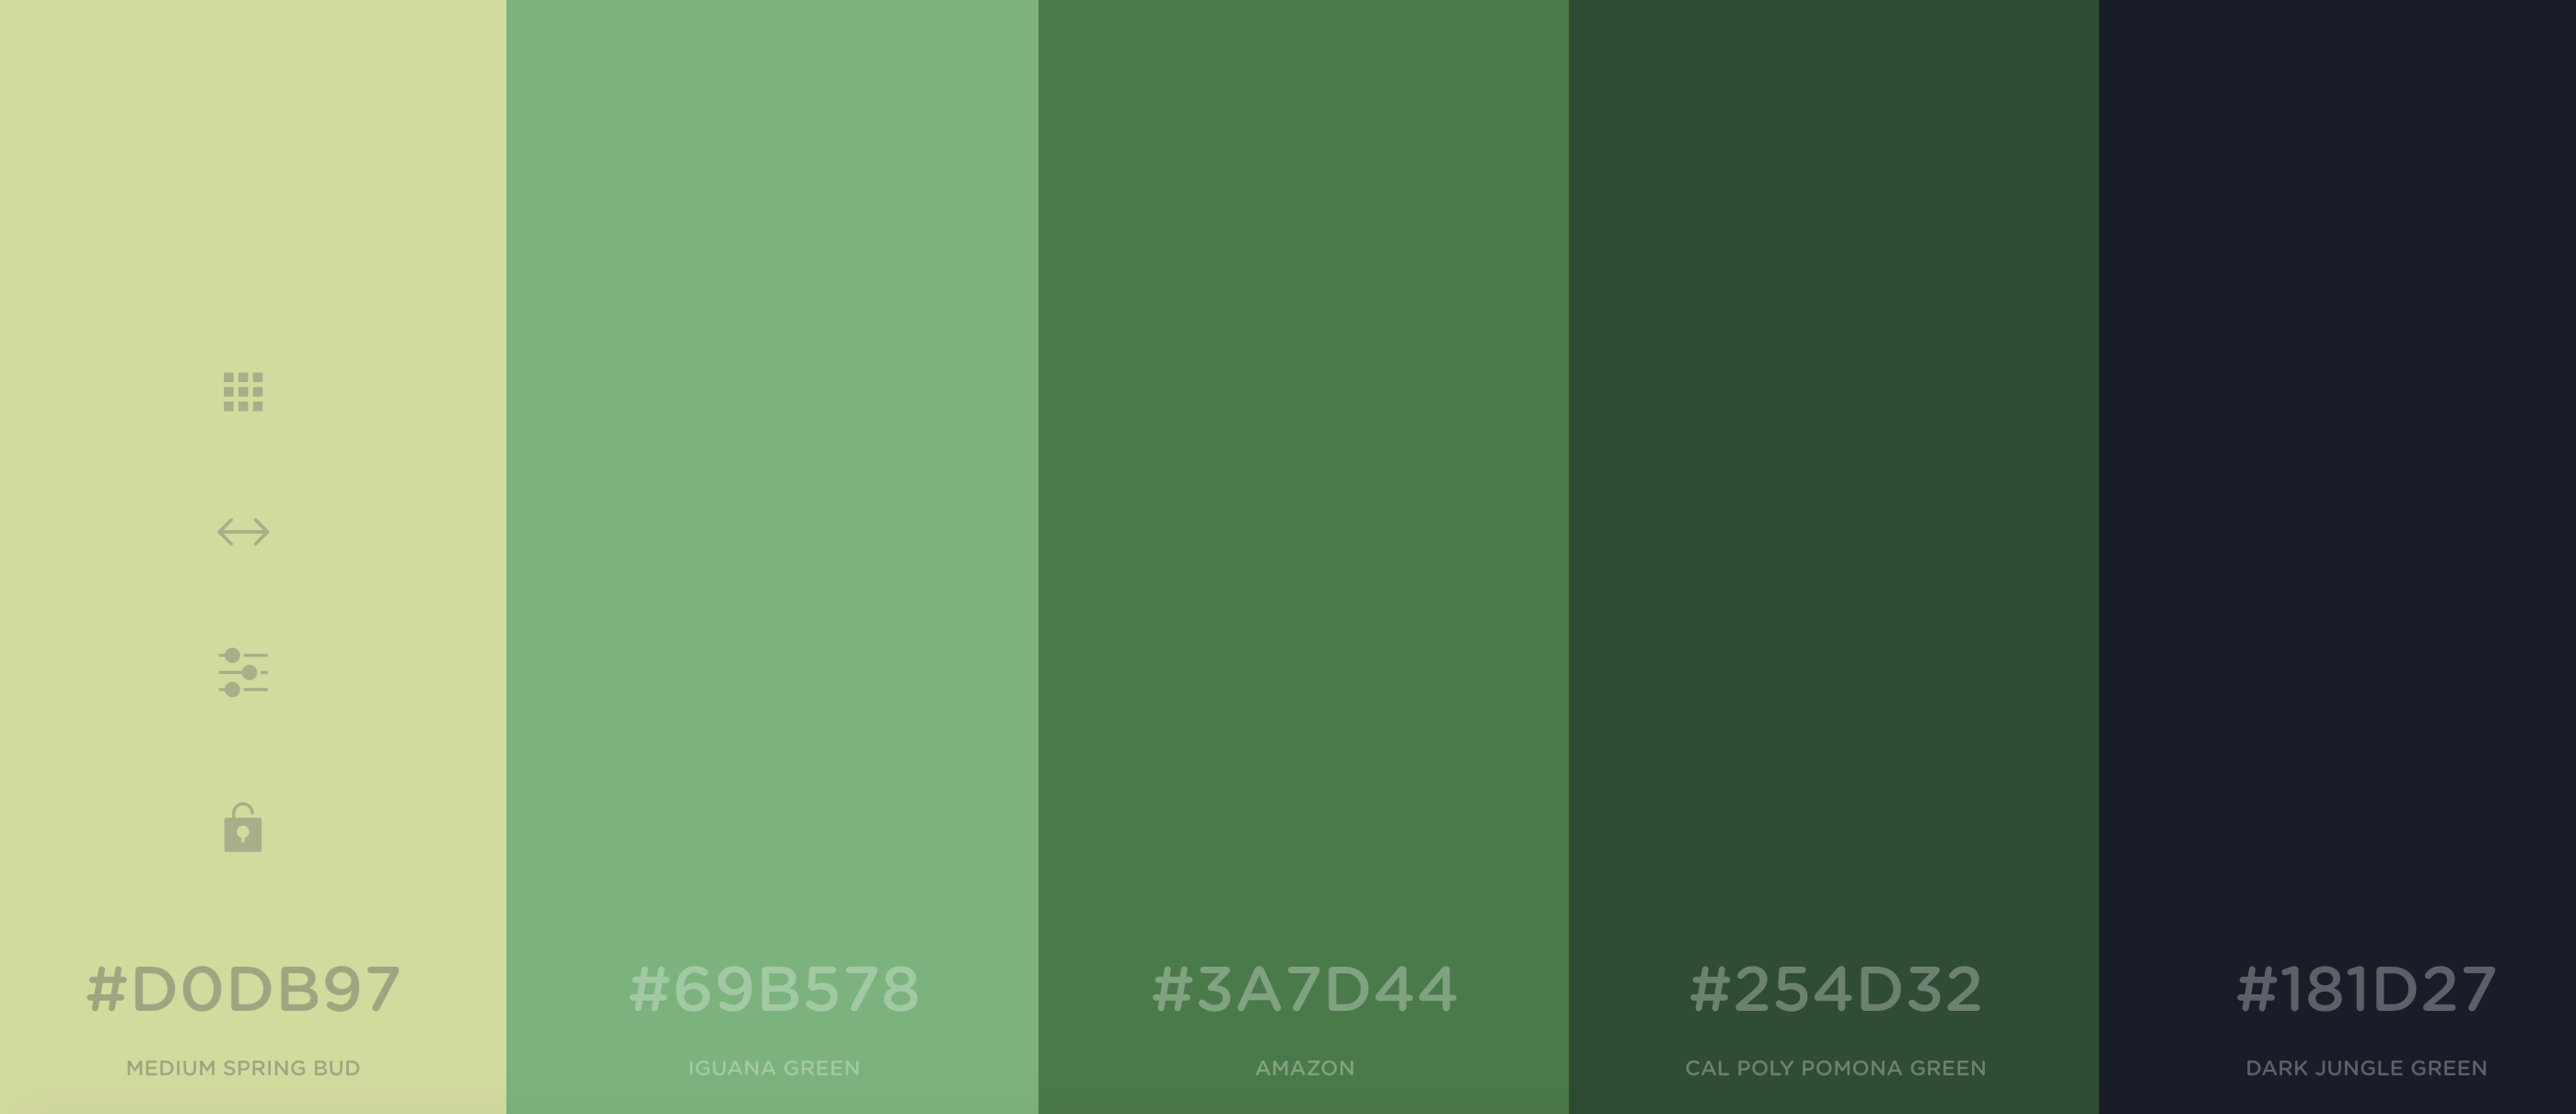 #D0DB97
MEDIUM SPRING BUD
#69B578
IGUANA GREEN
#3A7D44
AMAZON
#254D32
CAL POLY POMONA GREEN
#181D27
DARK JUNGLE GREEN